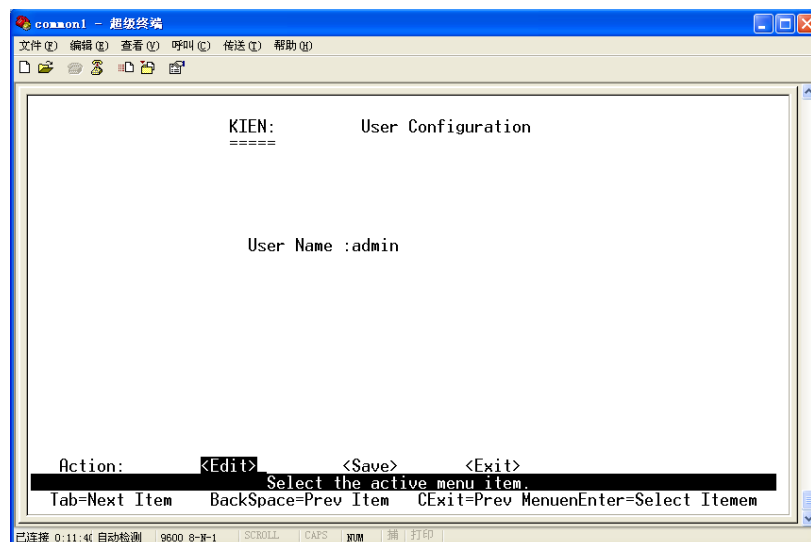 common1 - 超级终端
文件(F) 编辑(E) 查看(V) 呼叫(C) 传送(T) 帮助(H)
KIEN: User Configuration
=====
User Name :admin
Action: <Edit> <Save> <Exit>
Select the active menu item.
Tab=Next Item BackSpace=Prev Item CExit=Prev MenuenEnter=Select Itemem
已连接 0:11:4 自动检测 9600 8-N-1 SCROLL CAPS NUM 捕 打印